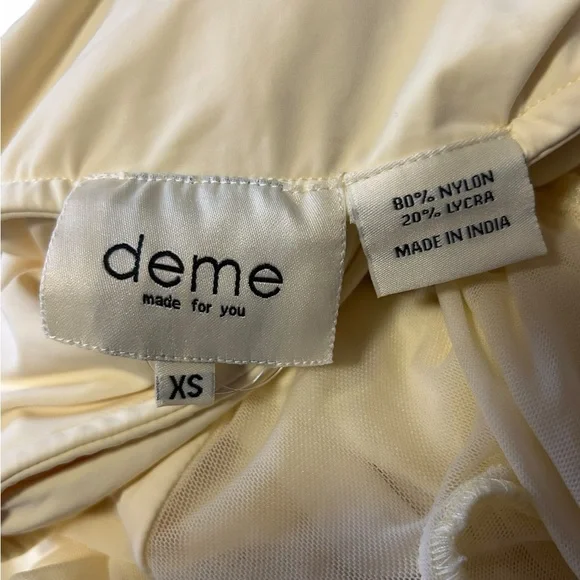 deme
made for you
XS
80% NYLON
20% LYCRA
MADE IN INDIA